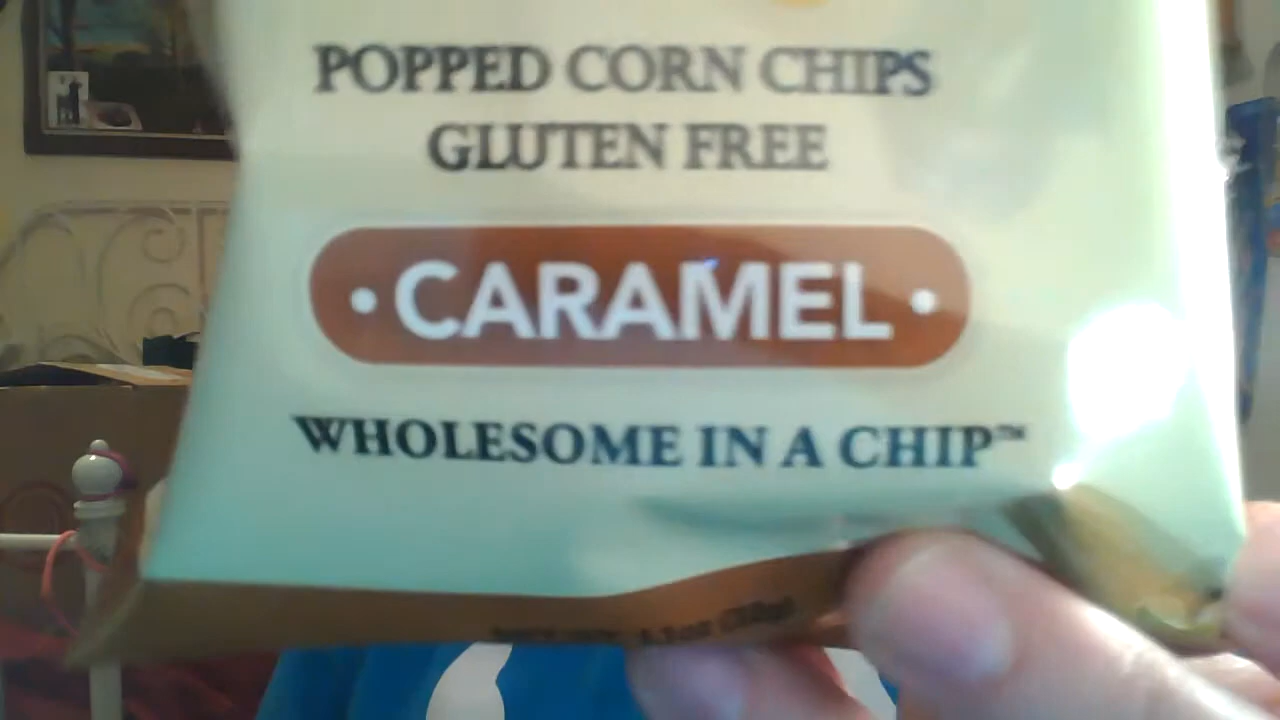 POPPED CORN CHIPS
GLUTEN FREE
• CARAMEL •
WHOLESOME IN A CHIP™